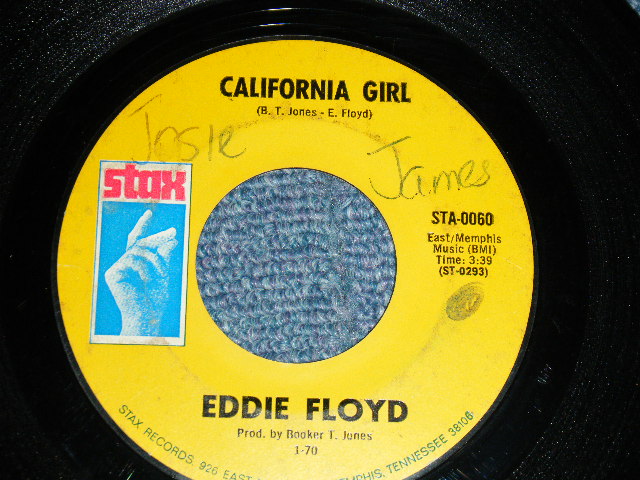 CALIFORNIA GIRL
(B. T. Jones - E. Floyd)
Josie
James
stax
STA-0060
East/Memphis
Music (BMI)
Time: 3:39
(ST-0293)
EDDIE FLOYD
Prod. by Booker T. Jones
1-70
STAX RECORDS, 926 EAST MEMPHIS, TENNESSEE 38106